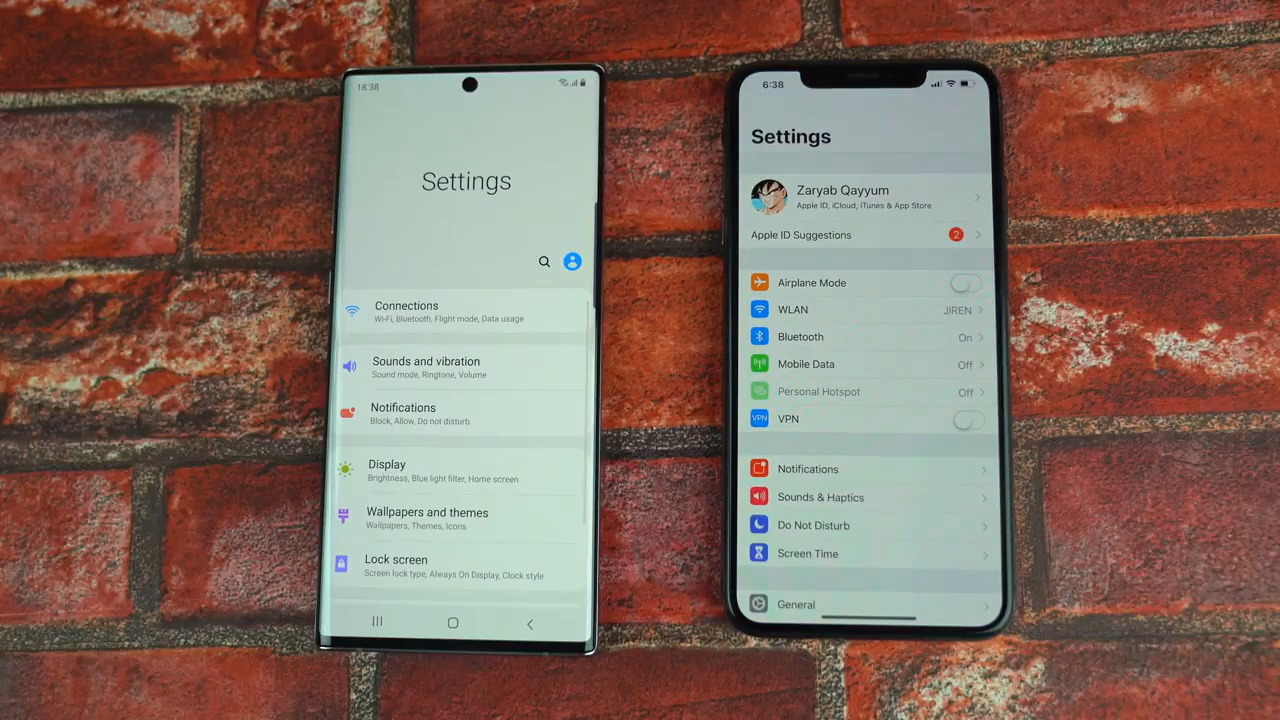 18:38
Settings
Connections
Wi-Fi, Bluetooth, Flight mode, Data usage
Sounds and vibration
Sound mode, Ringtone, Volume
Notifications
Block, Allow, Do not disturb
Display
Brightness, Blue light filter, Home screen
Wallpapers and themes
Wallpapers, Themes, Icons
Lock screen
Screen lock type, Always On Display, Clock style
6:38
Settings
Zaryab Qayyum
Apple ID, iCloud, iTunes & App Store
Apple ID Suggestions 2
Airplane Mode
WLAN JIREN
Bluetooth On
Mobile Data Off
Personal Hotspot Off
VPN VPN
Notifications
Sounds & Haptics
Do Not Disturb
Screen Time
General